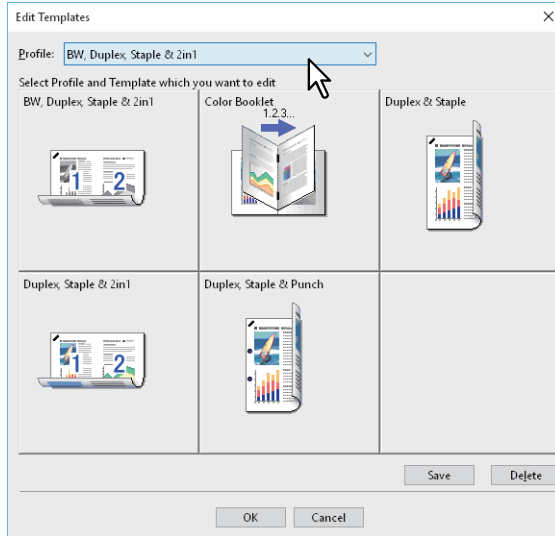 Edit Templates
Profile: BW, Duplex, Staple & 2in1
Select Profile and Template which you want to edit
BW, Duplex, Staple & 2in1
1 2
Color Booklet
1.2.3...
Duplex & Staple
Duplex, Staple & 2in1
1 2
Duplex, Staple & Punch
Save Delete
OK Cancel